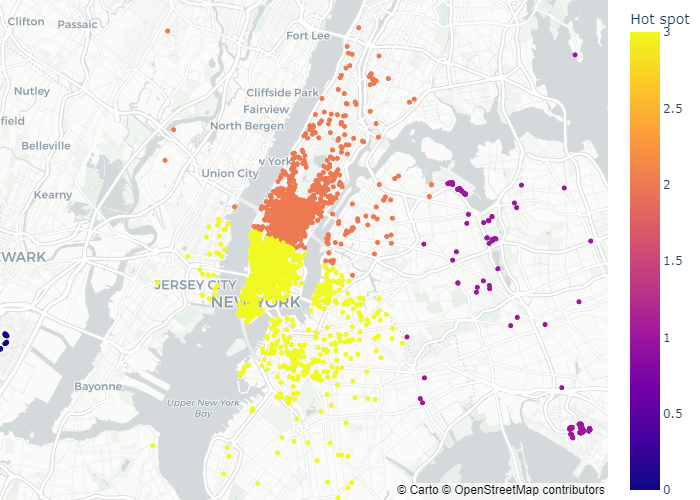 Clifton
Passaic
Fort Lee
Nutley
Cliffside Park
Fairview
North Bergen
field
Belleville
w York
Union City
Kearny
WARK
JERSEY CITY
NEW YORK
Bayonne
Upper New York
Bay
© Carto © OpenStreetMap contributors
Hot spot
3
2.5
2
1.5
1
0.5
0